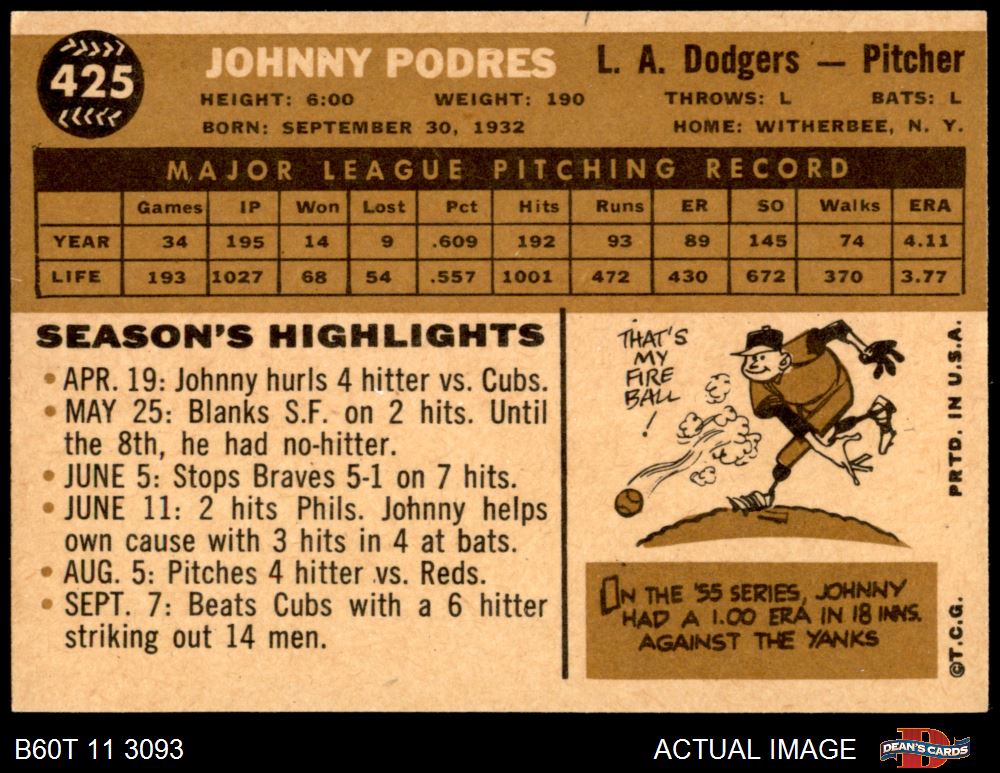 425
JOHNNY PODRES
L. A. Dodgers — Pitcher
HEIGHT: 6:00 WEIGHT: 190 THROWS: L BATS: L
BORN: SEPTEMBER 30, 1932 HOME: WITHERBEE, N. Y.
MAJOR LEAGUE PITCHING RECORD
Games IP Won Lost Pct Hits Runs ER SO Walks ERA
YEAR 34 195 14 9 .609 192 93 89 145 74 4.11
LIFE 193 1027 68 54 .557 1001 472 430 672 370 3.77
SEASON'S HIGHLIGHTS
• APR. 19: Johnny hurls 4 hitter vs. Cubs.
• MAY 25: Blanks S.F. on 2 hits. Until
the 8th, he had no-hitter.
• JUNE 5: Stops Braves 5-1 on 7 hits.
• JUNE 11: 2 hits Phils. Johnny helps
own cause with 3 hits in 4 at bats.
• AUG. 5: Pitches 4 hitter vs. Reds.
• SEPT. 7: Beats Cubs with a 6 hitter
striking out 14 men.
THAT'S
MY
FIRE
BALL
!
ON THE '55 SERIES, JOHNNY
HAD A 1.00 ERA IN 18 INNS.
AGAINST THE YANKS
©T.C.G. PRTD. IN U.S.A.
B60T 11 3093
ACTUAL IMAGE
DEAN'S CARDS